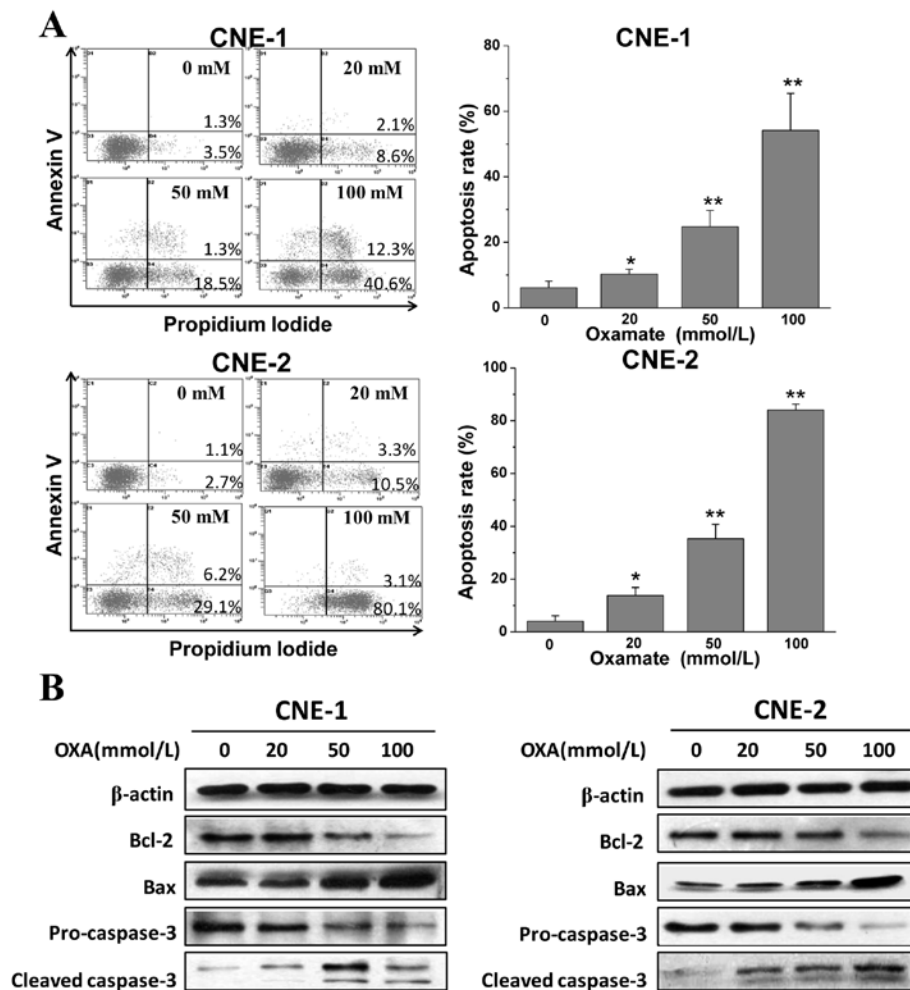 A
CNE-1
0 mM
1.3%
3.5%
20 mM
2.1%
8.6%
50 mM
1.3%
18.5%
100 mM
12.3%
40.6%
Annexin V
Propidium Iodide
CNE-1
Apoptosis rate (%)
80
60
40
20
0
*
**
**
0 20 50 100
Oxamate (mmol/L)
CNE-2
0 mM
1.1%
2.7%
20 mM
3.3%
10.5%
50 mM
6.2%
29.1%
100 mM
3.1%
80.1%
Annexin V
Propidium Iodide
CNE-2
Apoptosis rate (%)
100
80
60
40
20
0
*
**
**
0 20 50 100
Oxamate (mmol/L)
B
CNE-1
OXA(mmol/L) 0 20 50 100
β-actin
Bcl-2
Bax
Pro-caspase-3
Cleaved caspase-3
CNE-2
OXA(mmol/L) 0 20 50 100
β-actin
Bcl-2
Bax
Pro-caspase-3
Cleaved caspase-3